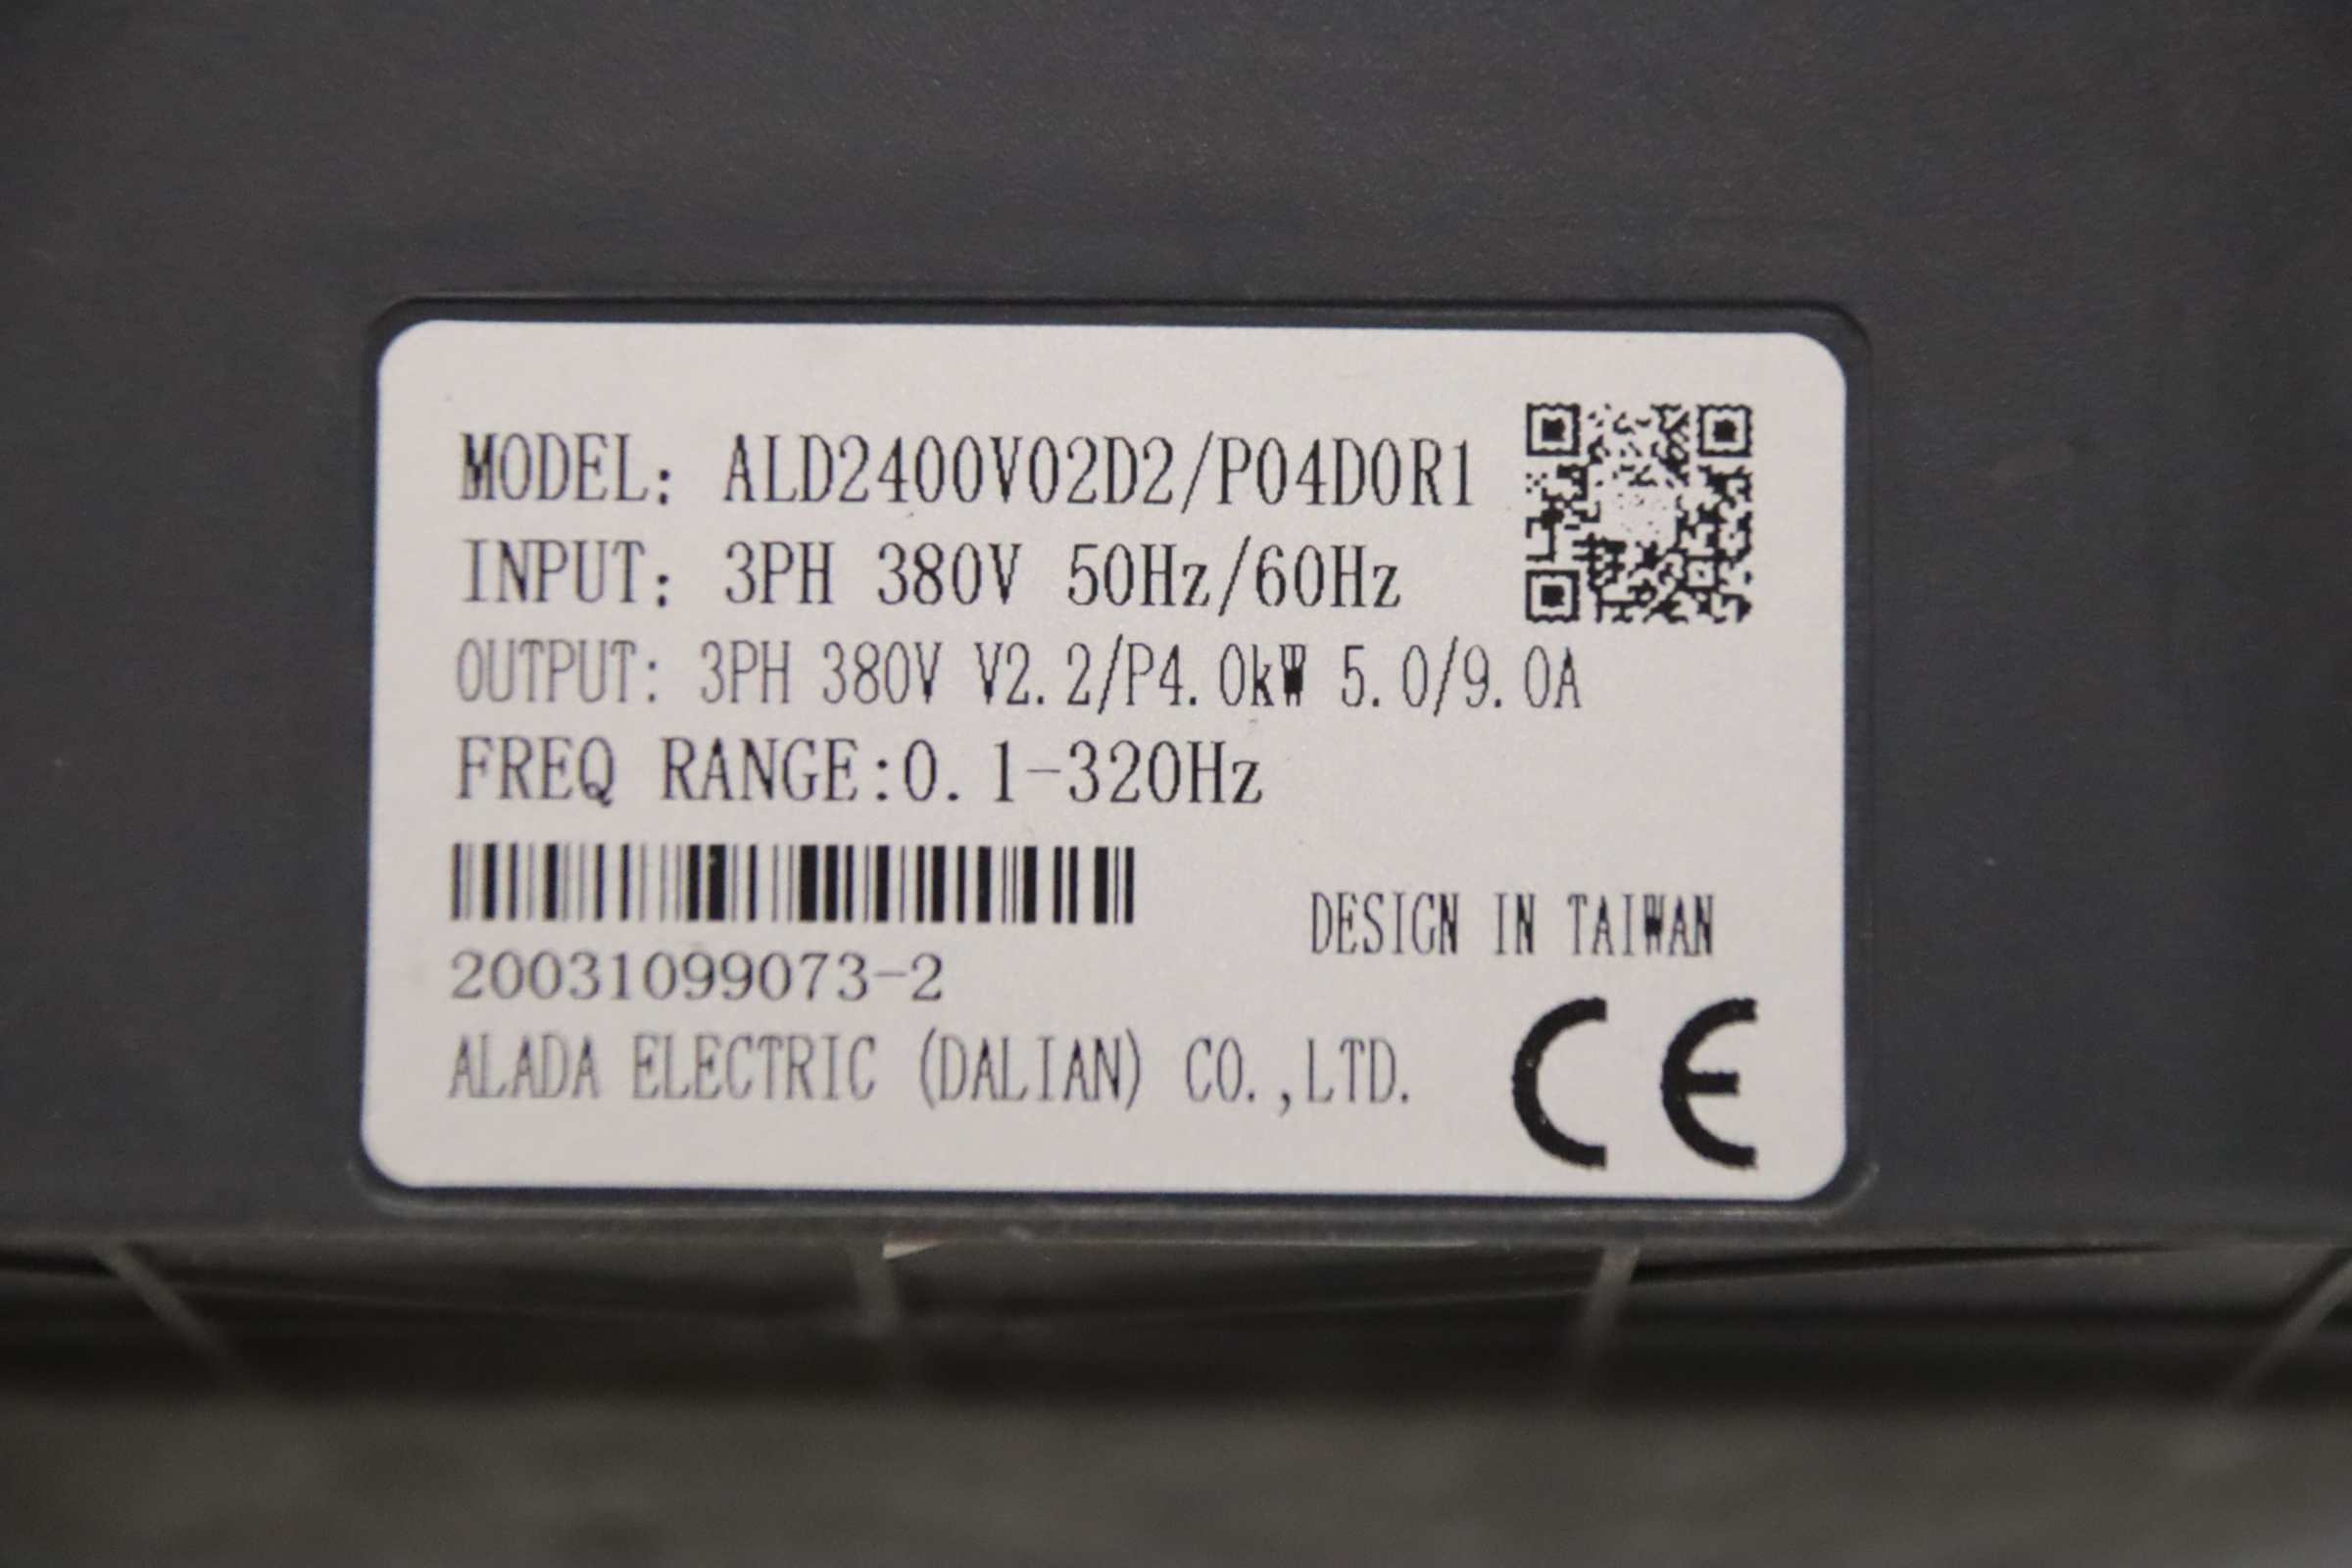 MODEL: ALD2400V02D2/P04D0R1
INPUT: 3PH 380V 50Hz/60Hz
OUTPUT: 3PH 380V V2.2/P4.0kW 5.0/9.0A
FREQ RANGE:0.1-320Hz
20031099073-2
DESIGN IN TAIWAN
ALADA ELECTRIC (DALIAN) CO.,LTD.
CE